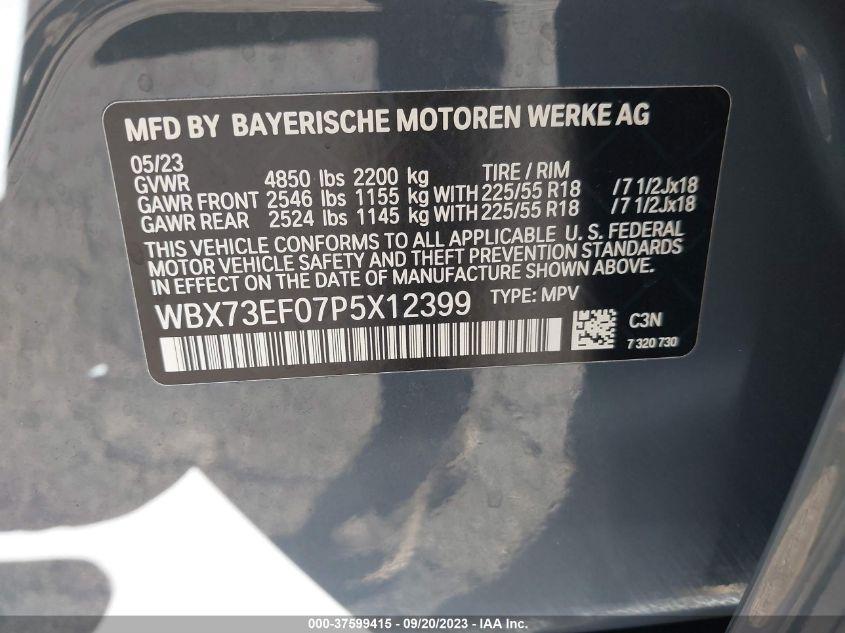 MFD BY BAYERISCHE MOTOREN WERKE AG
05/23
GVWR 4850 lbs 2200 kg TIRE / RIM
GAWR FRONT 2546 lbs 1155 kg WITH 225/55 R18 /7 1/2Jx18
GAWR REAR 2524 lbs 1145 kg WITH 225/55 R18 /7 1/2Jx18
THIS VEHICLE CONFORMS TO ALL APPLICABLE U. S. FEDERAL
MOTOR VEHICLE SAFETY AND THEFT PREVENTION STANDARDS
IN EFFECT ON THE DATE OF MANUFACTURE SHOWN ABOVE.
WBX73EF07P5X12399 TYPE: MPV
C3N
7 320 730
000-37599415 - 09/20/2023 - IAA Inc.